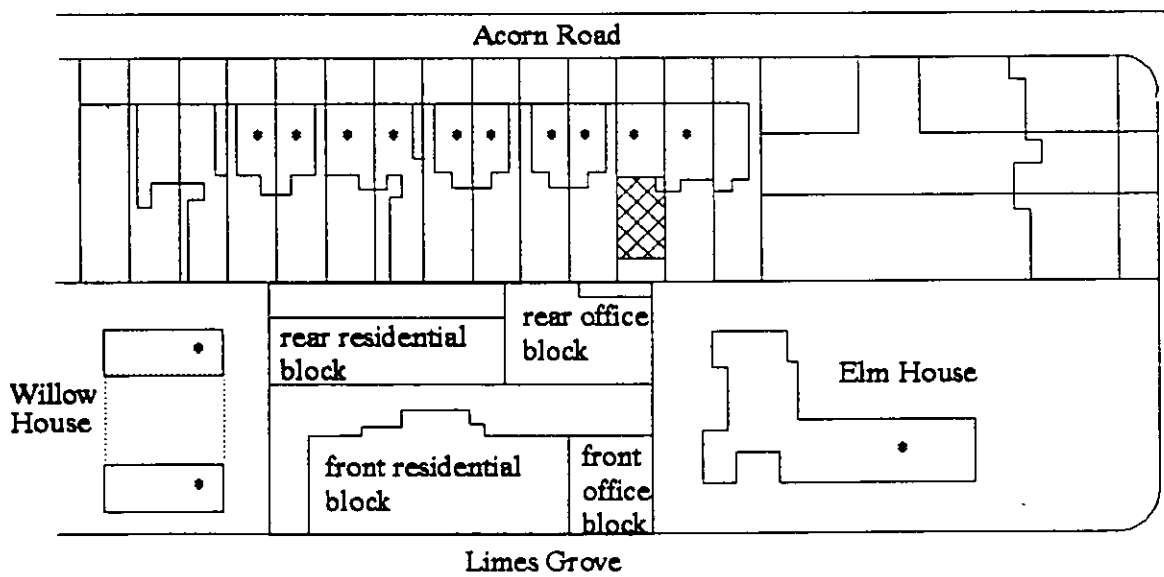 Acorn Road
rear residential
block
rear office
block
Willow
House
Elm House
front residential
block
front
office
block
Limes Grove